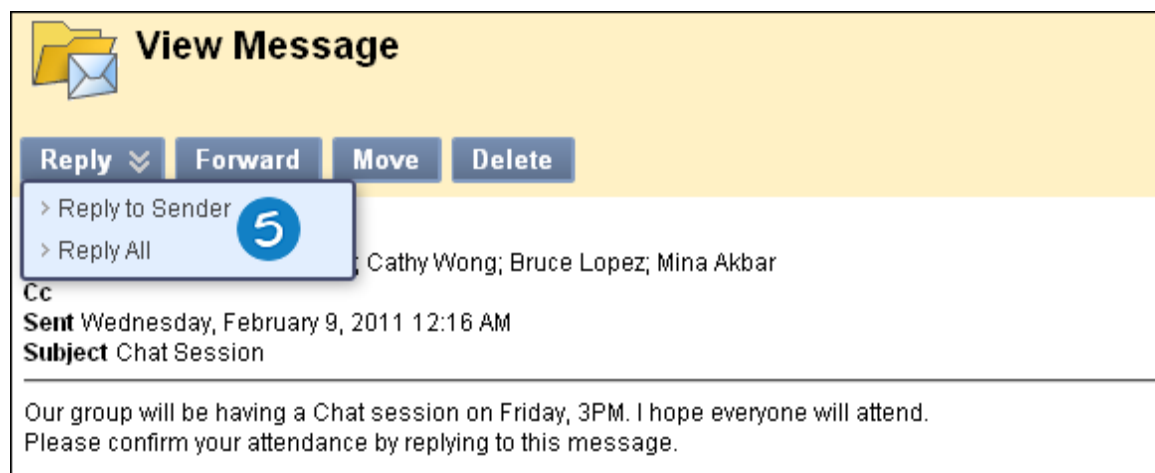 View Message
Reply Forward Move Delete
> Reply to Sender
> Reply All
5
; Cathy Wong; Bruce Lopez; Mina Akbar
Cc
Sent Wednesday, February 9, 2011 12:16 AM
Subject Chat Session
Our group will be having a Chat session on Friday, 3PM. I hope everyone will attend.
Please confirm your attendance by replying to this message.